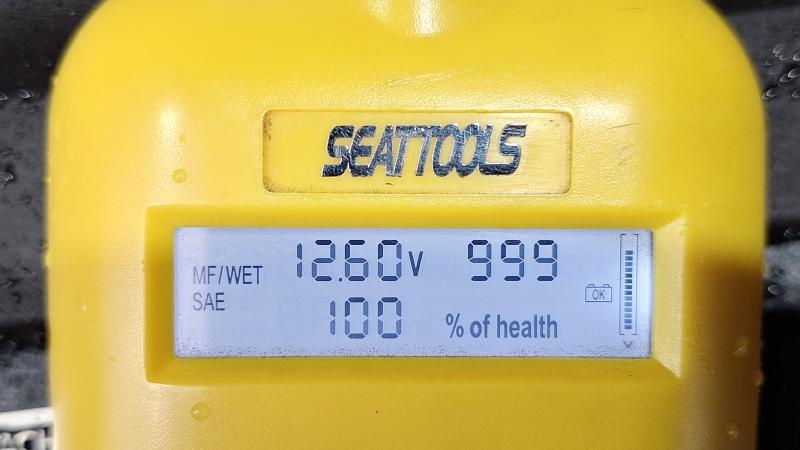 SEATTOOLS
MF/WET 12.60V 999
SAE 100 % of health
OK